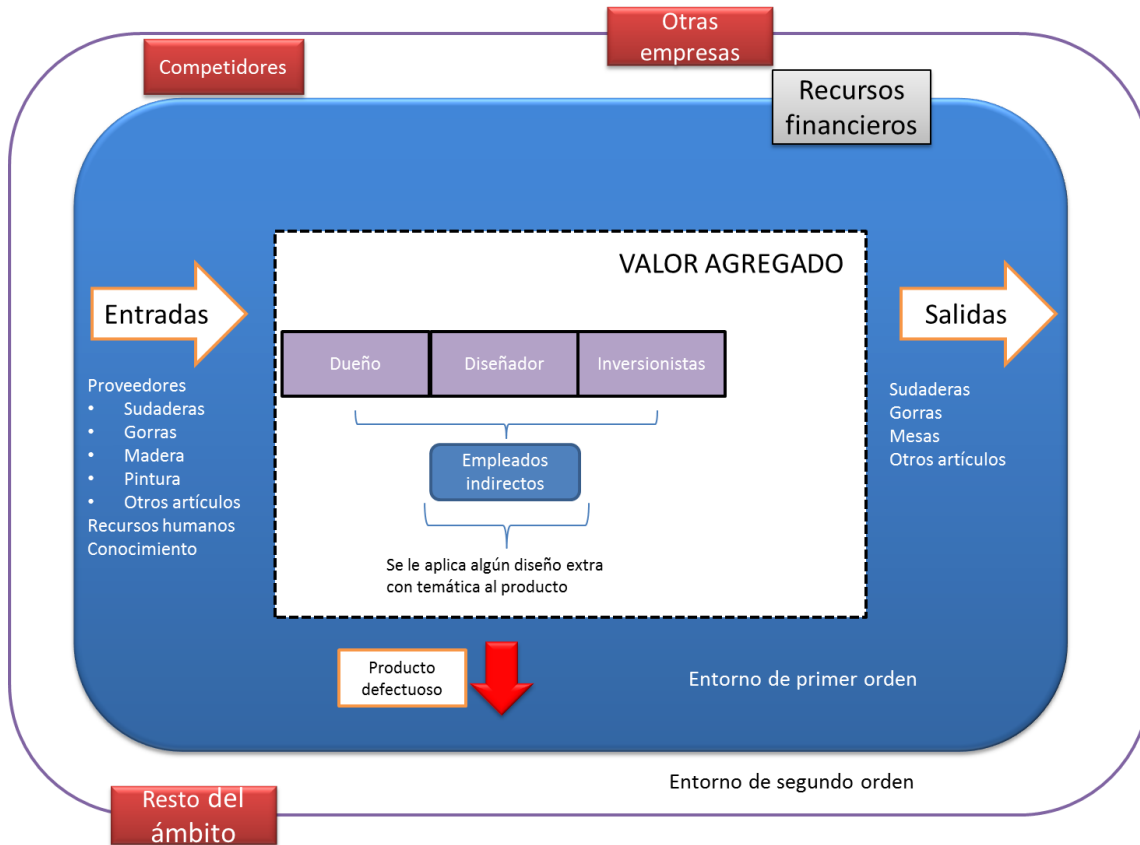 Otras
empresas
Competidores
Recursos
financieros
VALOR AGREGADO
Entradas
Salidas
Dueño
Diseñador
Inversionistas
Proveedores
• Sudaderas
• Gorras
• Madera
• Pintura
• Otros artículos
Recursos humanos
Conocimiento
Sudaderas
Gorras
Mesas
Otros artículos
Empleados
indirectos
Se le aplica algún diseño extra
con temática al producto
Producto
defectuoso
Entorno de primer orden
Entorno de segundo orden
Resto del
ámbito